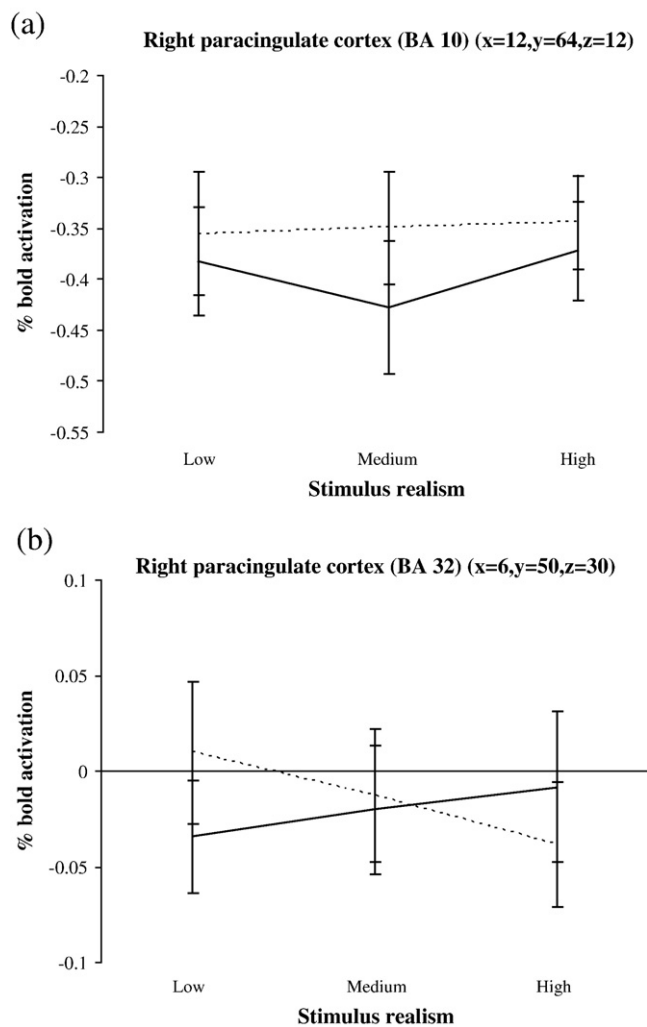 (a)
Right paracingulate cortex (BA 10) (x=12,y=64,z=12)
-0.2
-0.25
-0.3
-0.35
-0.4
-0.45
-0.5
-0.55
% bold activation
Low Medium High
Stimulus realism
(b)
Right paracingulate cortex (BA 32) (x=6,y=50,z=30)
0.1
0.05
0
-0.05
-0.1
% bold activation
Low Medium High
Stimulus realism